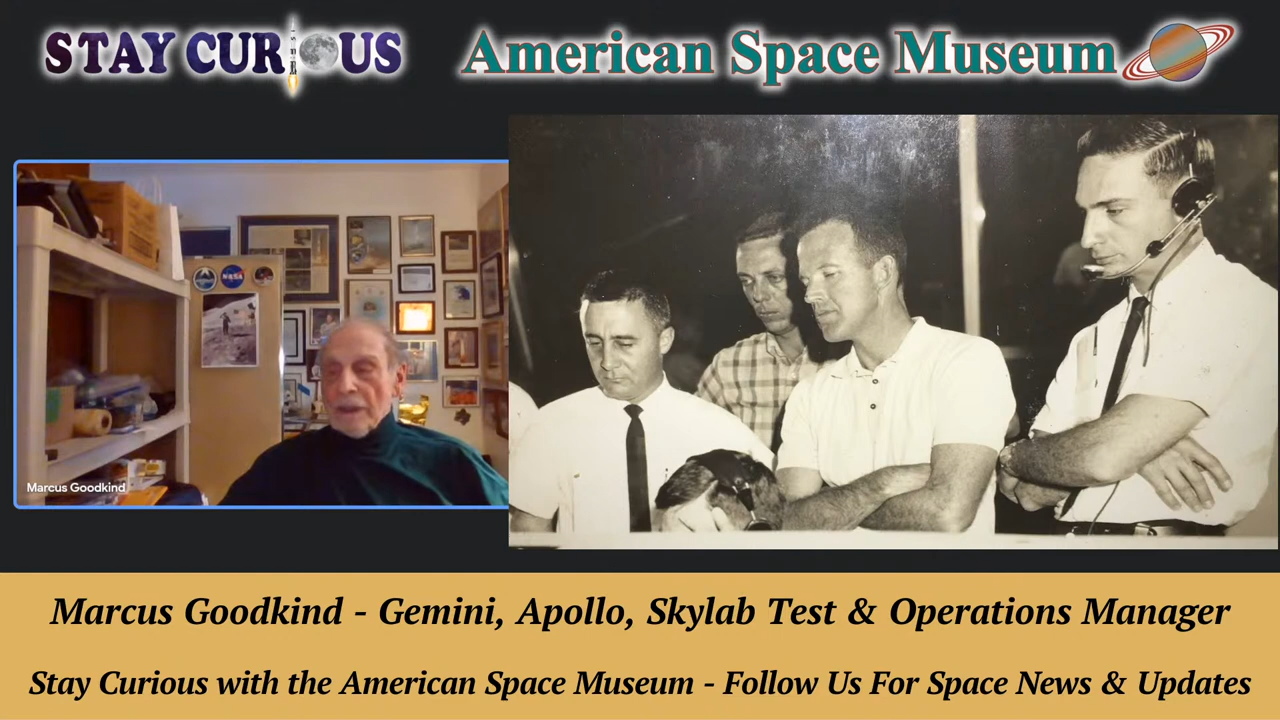 STAY CURIOUS
American Space Museum
NASA
Marcus Goodkind
Marcus Goodkind - Gemini, Apollo, Skylab Test & Operations Manager
Stay Curious with the American Space Museum - Follow Us For Space News & Updates